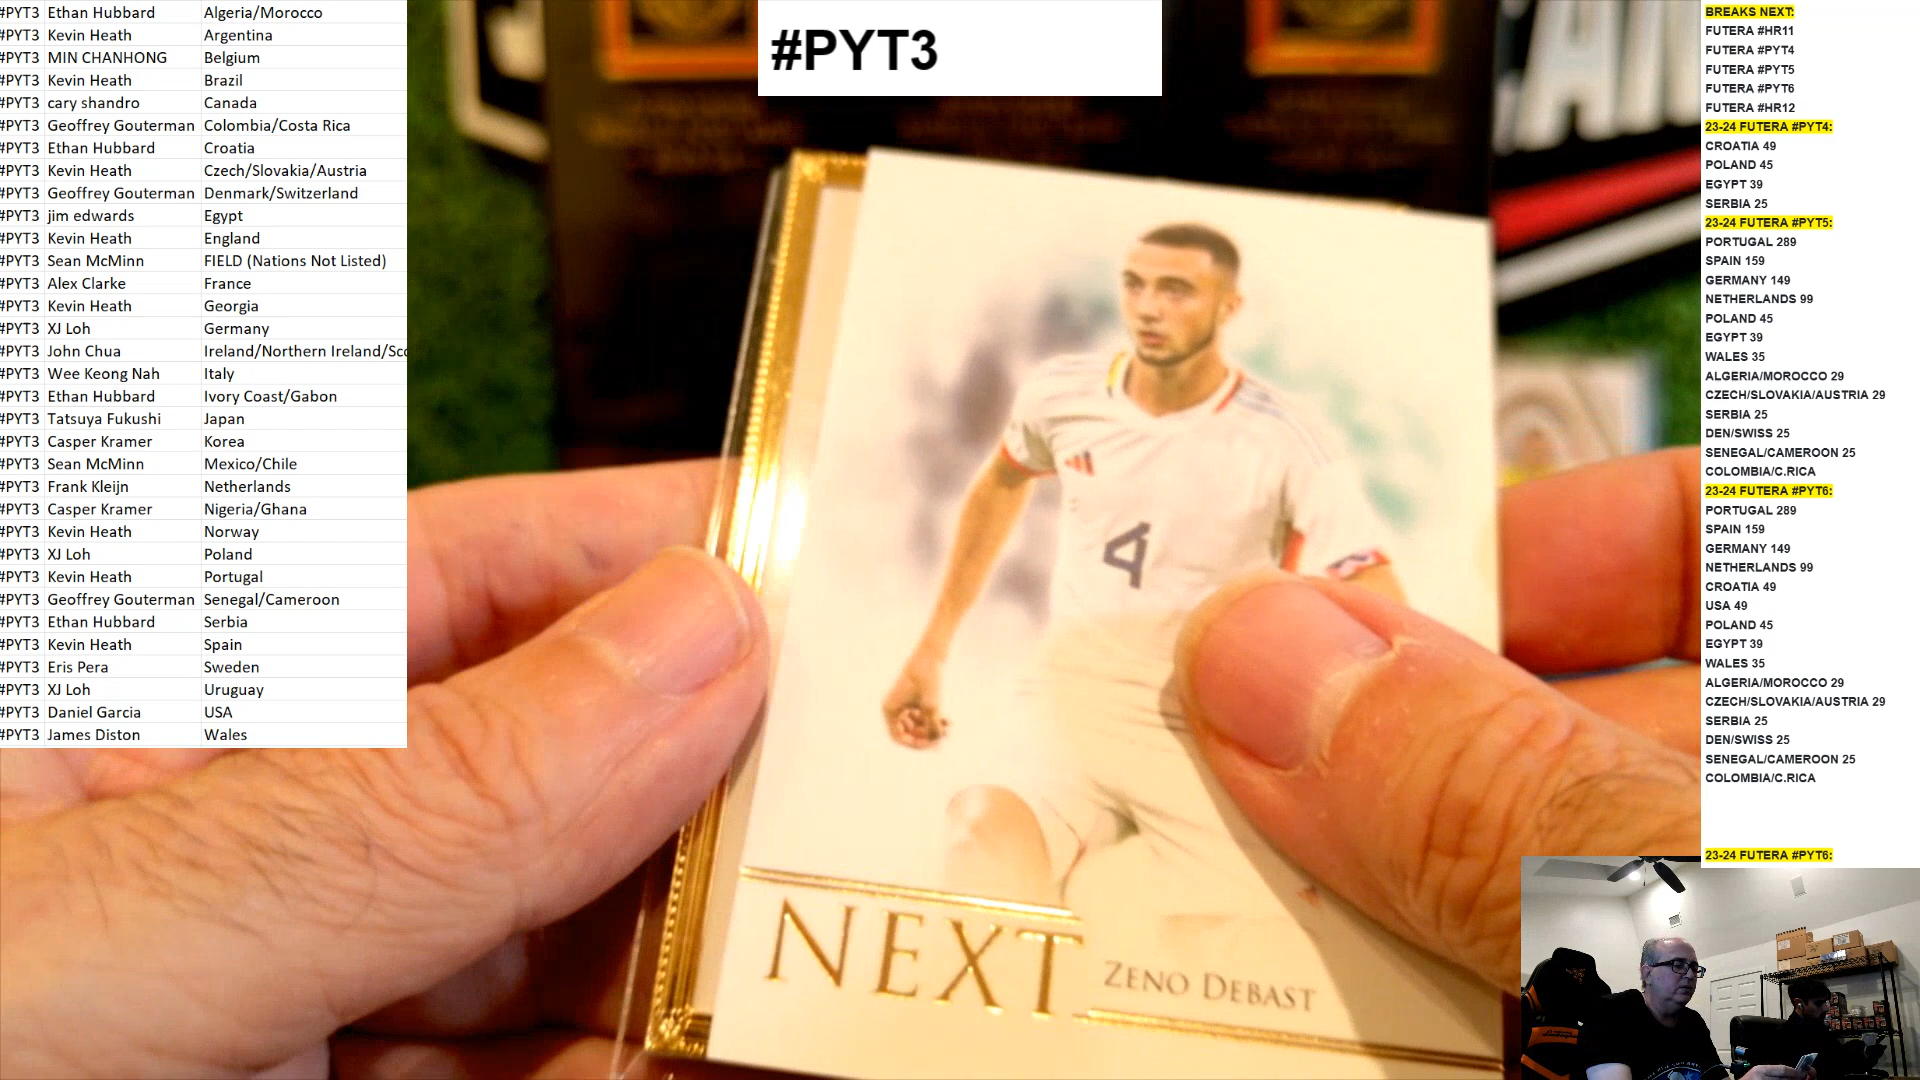 #PYT3 Ethan Hubbard Algeria/Morocco
#PYT3 Kevin Heath Argentina
#PYT3 MIN CHANHONG Belgium
#PYT3 Kevin Heath Brazil
#PYT3 cary shandro Canada
#PYT3 Geoffrey Gouterman Colombia/Costa Rica
#PYT3 Ethan Hubbard Croatia
#PYT3 Kevin Heath Czech/Slovakia/Austria
#PYT3 Geoffrey Gouterman Denmark/Switzerland
#PYT3 jim edwards Egypt
#PYT3 Kevin Heath England
#PYT3 Sean McMinn FIELD (Nations Not Listed)
#PYT3 Alex Clarke France
#PYT3 Kevin Heath Georgia
#PYT3 XJ Loh Germany
#PYT3 John Chua Ireland/Northern Ireland/Sco
#PYT3 Wee Keong Nah Italy
#PYT3 Ethan Hubbard Ivory Coast/Gabon
#PYT3 Tatsuya Fukushi Japan
#PYT3 Casper Kramer Korea
#PYT3 Sean McMinn Mexico/Chile
#PYT3 Frank Kleijn Netherlands
#PYT3 Casper Kramer Nigeria/Ghana
#PYT3 Kevin Heath Norway
#PYT3 XJ Loh Poland
#PYT3 Kevin Heath Portugal
#PYT3 Geoffrey Gouterman Senegal/Cameroon
#PYT3 Ethan Hubbard Serbia
#PYT3 Kevin Heath Spain
#PYT3 Eris Pera Sweden
#PYT3 XJ Loh Uruguay
#PYT3 Daniel Garcia USA
#PYT3 James Diston Wales
#PYT3
4
NEXT
ZENO DEBAST
BREAKS NEXT:
FUTERA #HR11
FUTERA #PYT4
FUTERA #PYT5
FUTERA #PYT6
FUTERA #HR12
23-24 FUTERA #PYT4:
CROATIA 49
POLAND 45
EGYPT 39
SERBIA 25
23-24 FUTERA #PYT5:
PORTUGAL 289
SPAIN 159
GERMANY 149
NETHERLANDS 99
POLAND 45
EGYPT 39
WALES 35
ALGERIA/MOROCCO 29
CZECH/SLOVAKIA/AUSTRIA 29
SERBIA 25
DEN/SWISS 25
SENEGAL/CAMEROON 25
COLOMBIA/C.RICA
23-24 FUTERA #PYT6:
PORTUGAL 289
SPAIN 159
GERMANY 149
NETHERLANDS 99
CROATIA 49
USA 49
POLAND 45
EGYPT 39
WALES 35
ALGERIA/MOROCCO 29
CZECH/SLOVAKIA/AUSTRIA 29
SERBIA 25
DEN/SWISS 25
SENEGAL/CAMEROON 25
COLOMBIA/C.RICA
23-24 FUTERA #PYT6: